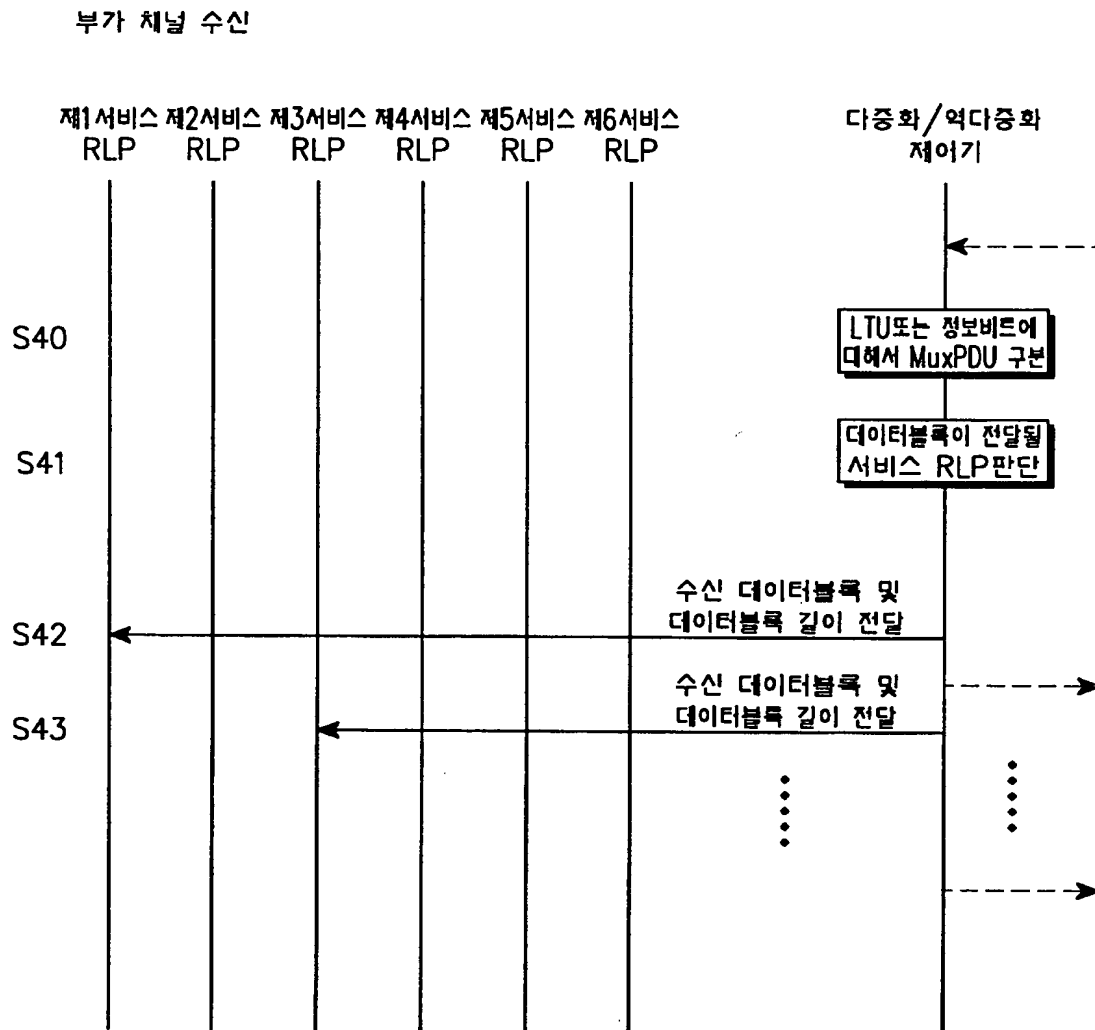 부가 채널 수신
제1서비스 제2서비스 제3서비스 제4서비스 제5서비스 제6서비스 다중화/역다중화
RLP RLP RLP RLP RLP RLP 제어기
S40
LTU또는 정보비트에
대해서 MuxPDU 구분
S41
데이터블록이 전달될
서비스 RLP판단
수신 데이터블록 및
S42 데이터블록 길이 전달
수신 데이터블록 및
S43 데이터블록 길이 전달